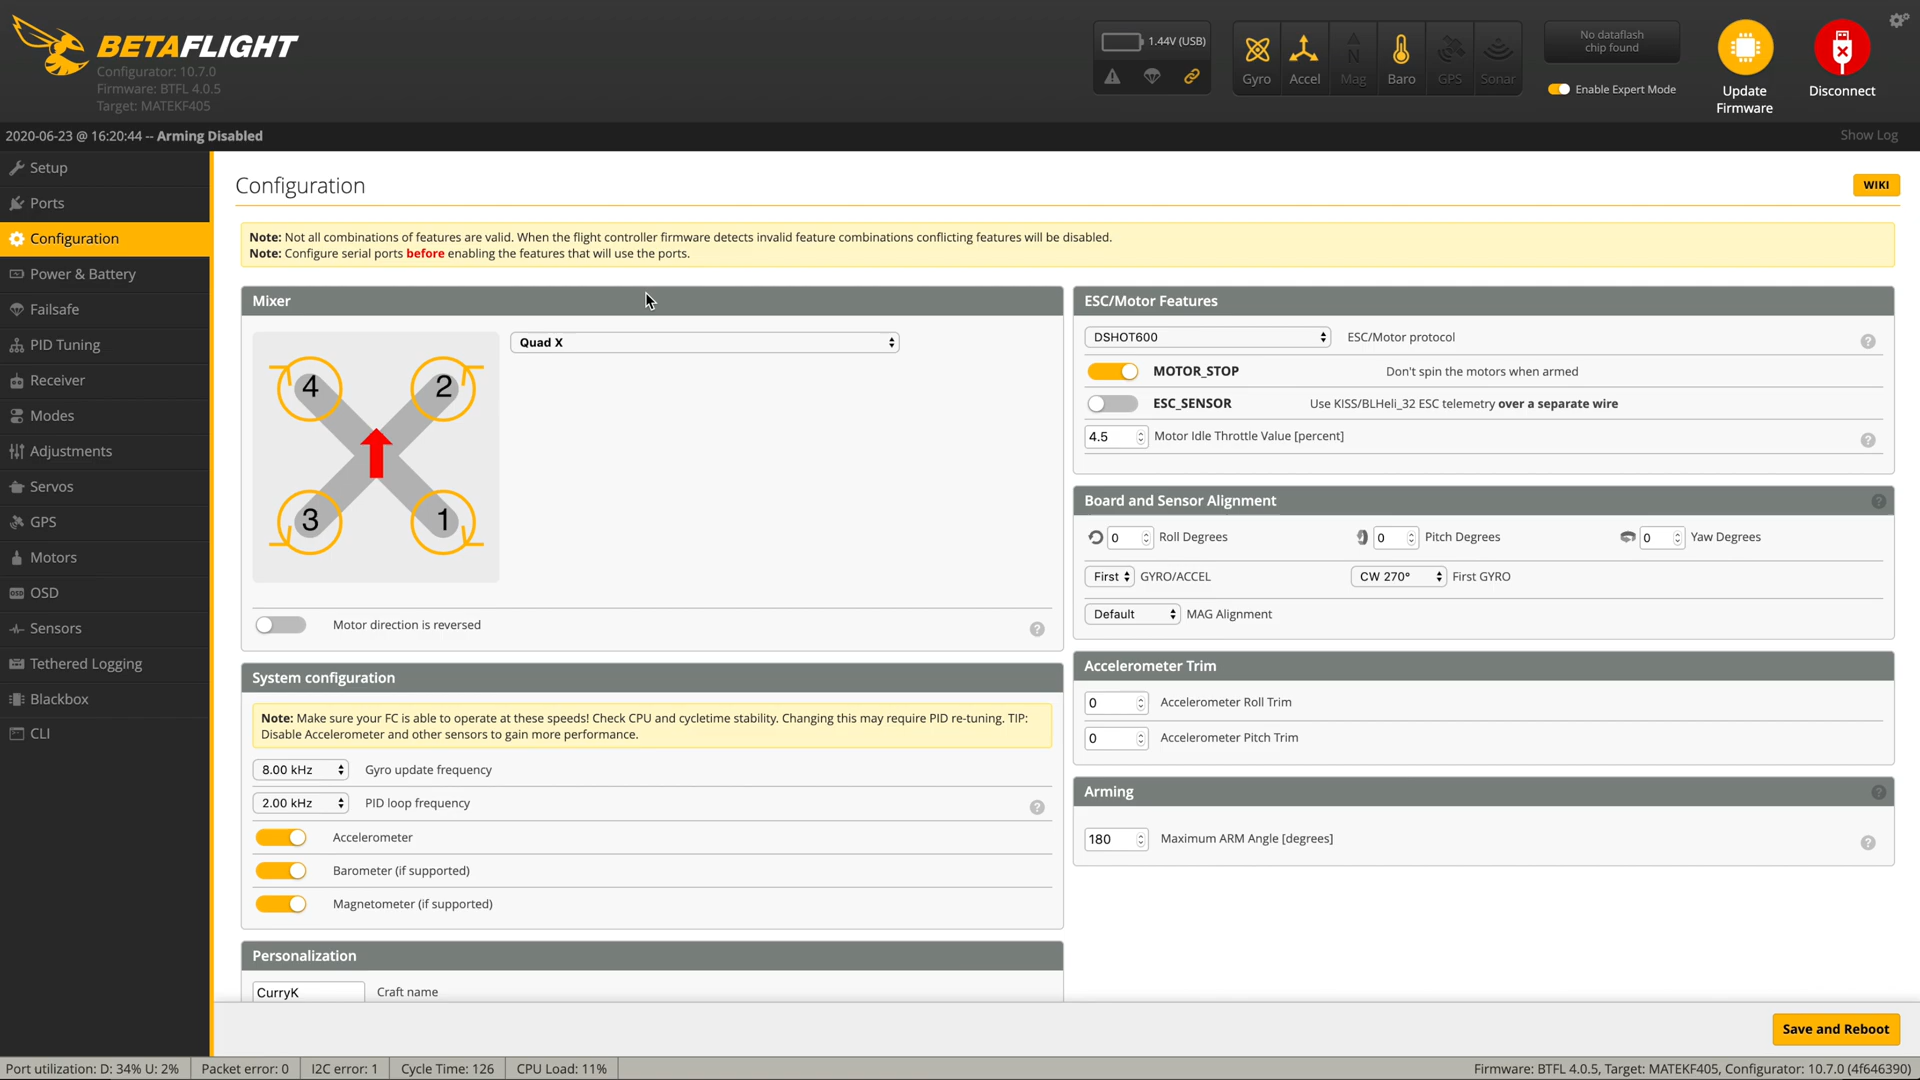 BETAFLIGHT
Configurator: 10.7.0
Firmware: BTFL 4.0.5
Target: MATEKF405
1.44V (USB)
Gyro
Accel
N
Mag
Baro
GPS
Sonar
No dataflash
chip found
Enable Expert Mode
Update
Firmware
Disconnect
2020-06-23 @ 16:20:44 -- Arming Disabled
Show Log
Setup
Ports
Configuration
Power & Battery
Failsafe
PID Tuning
Receiver
Modes
Adjustments
Servos
GPS
Motors
OSD
Sensors
Tethered Logging
Blackbox
CLI
Configuration
WIKI
Note: Not all combinations of features are valid. When the flight controller firmware detects invalid feature combinations conflicting features will be disabled.
Note: Configure serial ports before enabling the features that will use the ports.
Mixer
Quad X
4
2
3
1
Motor direction is reversed
?
System configuration
Note: Make sure your FC is able to operate at these speeds! Check CPU and cycletime stability. Changing this may require PID re-tuning. TIP:
Disable Accelerometer and other sensors to gain more performance.
8.00 kHz
Gyro update frequency
2.00 kHz
PID loop frequency
?
Accelerometer
Barometer (if supported)
Magnetometer (if supported)
Personalization
CurryK
Craft name
ESC/Motor Features
DSHOT600
ESC/Motor protocol
?
MOTOR_STOP
Don't spin the motors when armed
ESC_SENSOR
Use KISS/BLHeli_32 ESC telemetry over a separate wire
4.5
Motor Idle Throttle Value [percent]
?
Board and Sensor Alignment
?
0
Roll Degrees
0
Pitch Degrees
0
Yaw Degrees
First
GYRO/ACCEL
CW 270°
First GYRO
Default
MAG Alignment
Accelerometer Trim
0
Accelerometer Roll Trim
0
Accelerometer Pitch Trim
Arming
?
180
Maximum ARM Angle [degrees]
?
Save and Reboot
Port utilization: D: 34% U: 2%
Packet error: 0
I2C error: 1
Cycle Time: 126
CPU Load: 11%
Firmware: BTFL 4.0.5, Target: MATEKF405, Configurator: 10.7.0 (4f646390)